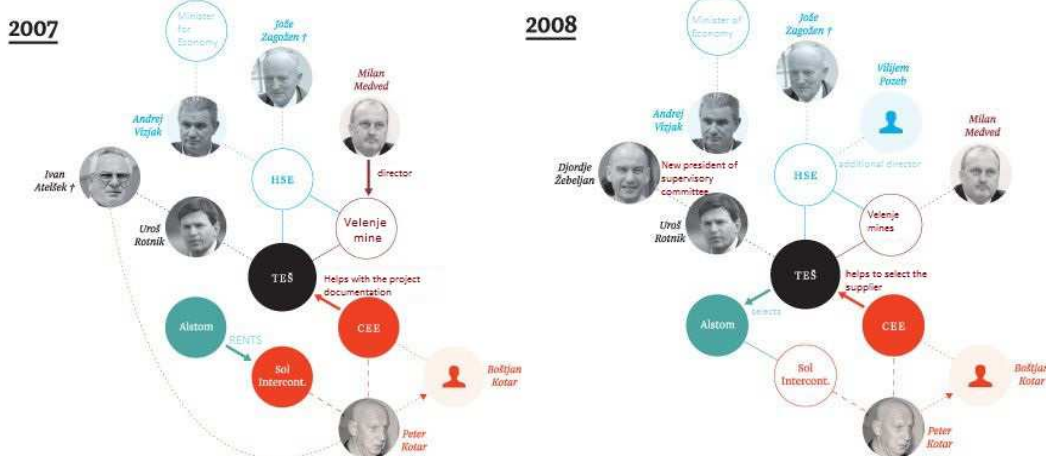 2007
Minister
for
Economy
Jože
Zagožen †
Milan
Medved
Andrej
Vizjak
Ivan
Atelšek †
HSE
director
Uroš
Rotnik
Velenje
mine
TEŠ
Helps with the project
documentation
Alstom
RENTS
CEE
Sol
Intercont.
Boštjan
Kotar
Peter
Kotar
2008
Minister of
Economy
Jože
Zagožen †
Vilijem
Pozeb
Andrej
Vizjak
Milan
Medved
Djordje
Žebeljan
New president of
supervisory
committee
additional director
HSE
Uroš
Rotnik
Velenje
mines
TEŠ
helps to select the
supplier
Alstom
selects
CEE
Sol
Intercont.
Boštjan
Kotar
Peter
Kotar